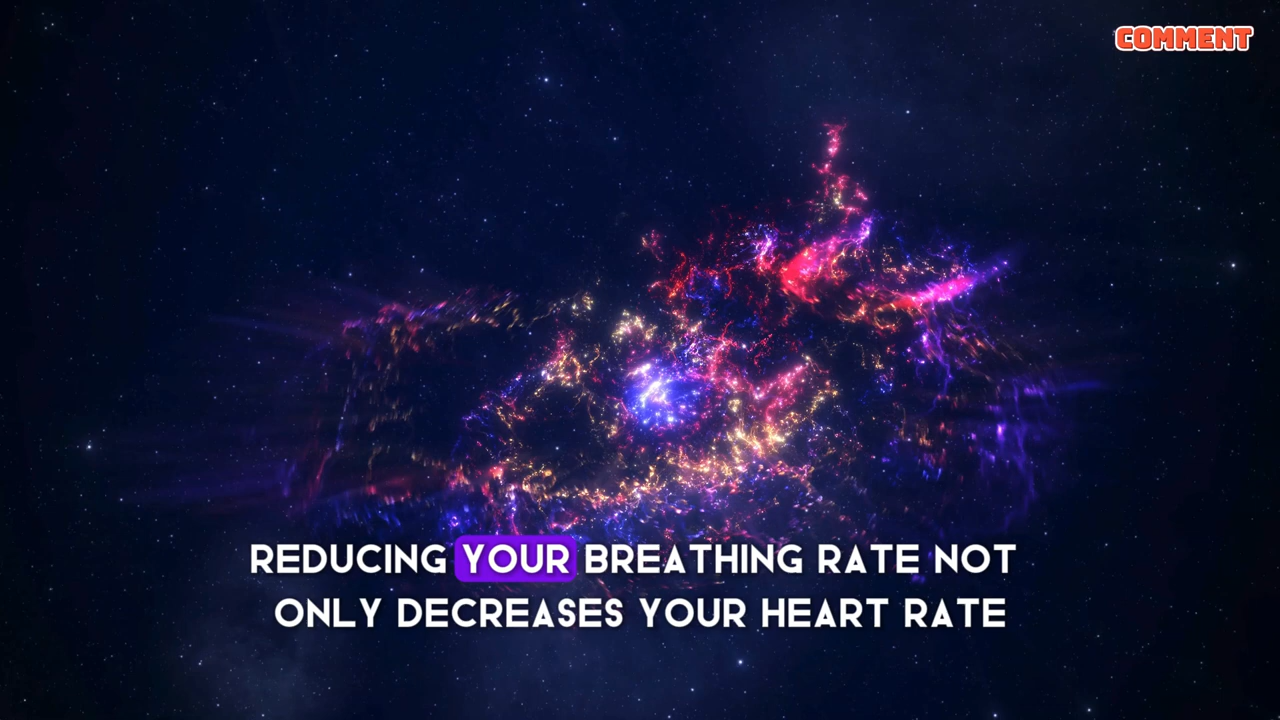 COMMENT
REDUCING YOUR BREATHING RATE NOT
ONLY DECREASES YOUR HEART RATE